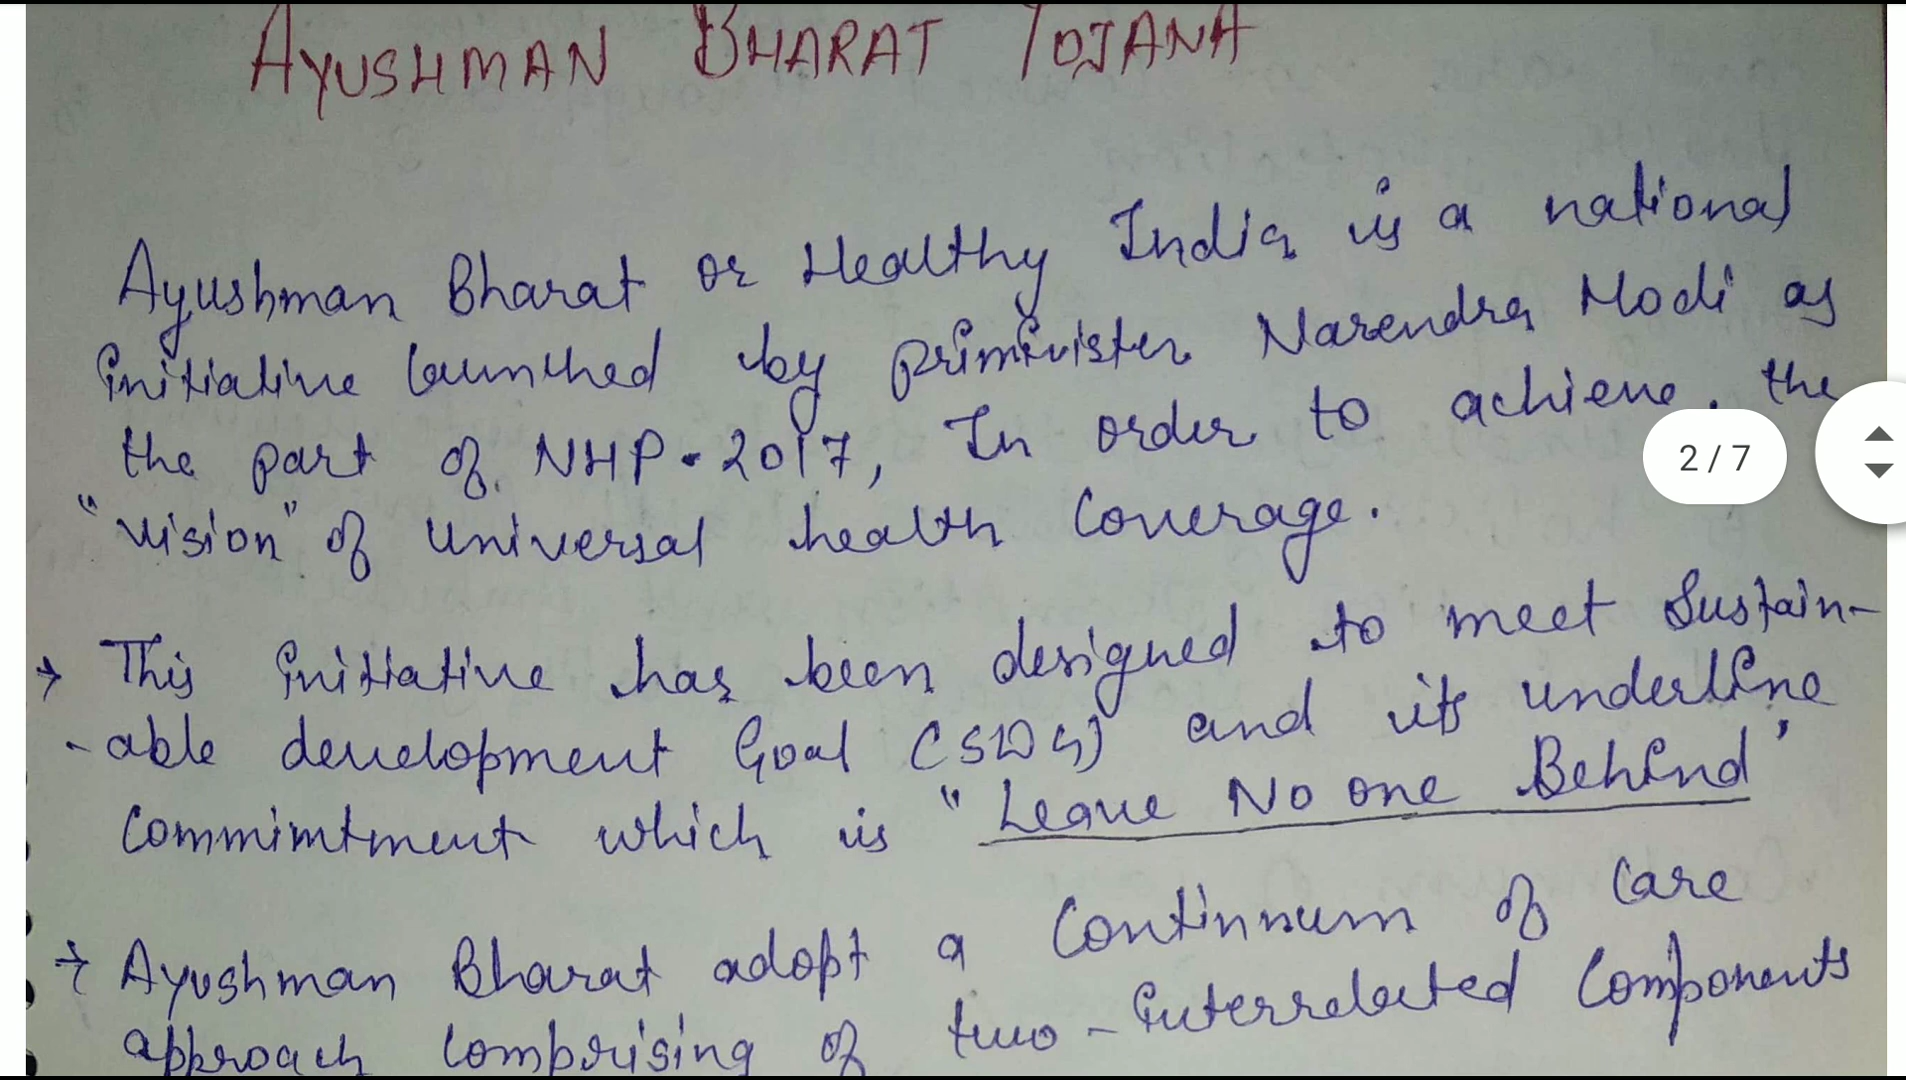 AYUSHMAN BHARAT YOJANA
Ayushman Bharat or Healthy India is a national
initiative launched by priminister Narendra Modi as
the part of NHP-2017, In order to achieve the
"vision" of universal health Coverage.
→ This initiative has been designed to meet Sustain-
-able development Goal (SDG) and its underline
Commimtment which is "Leave No one Behind"
→ Ayushman Bharat adopt a Continnum of Care
approach Comprising of two-interrelated Components
2/7